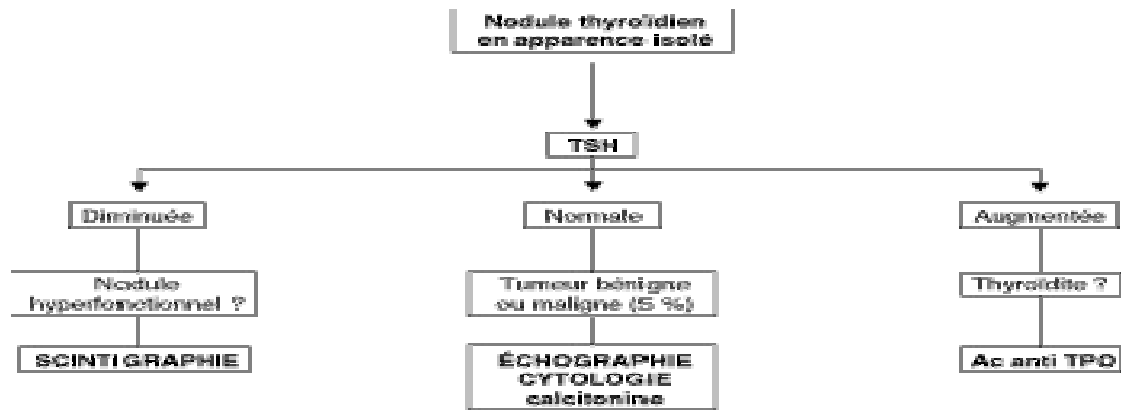 Nodule thyroïdien
en apparence isolé
TSH
Diminuée
Normale
Augmentée
Nodule
hyperfonctionnel ?
Tumeur bénigne
ou maligne (5 %)
Thyroïdite ?
SCINTIGRAPHIE
ÉCHOGRAPHIE
CYTOLOGIE
calcitonine
Ac anti TPO